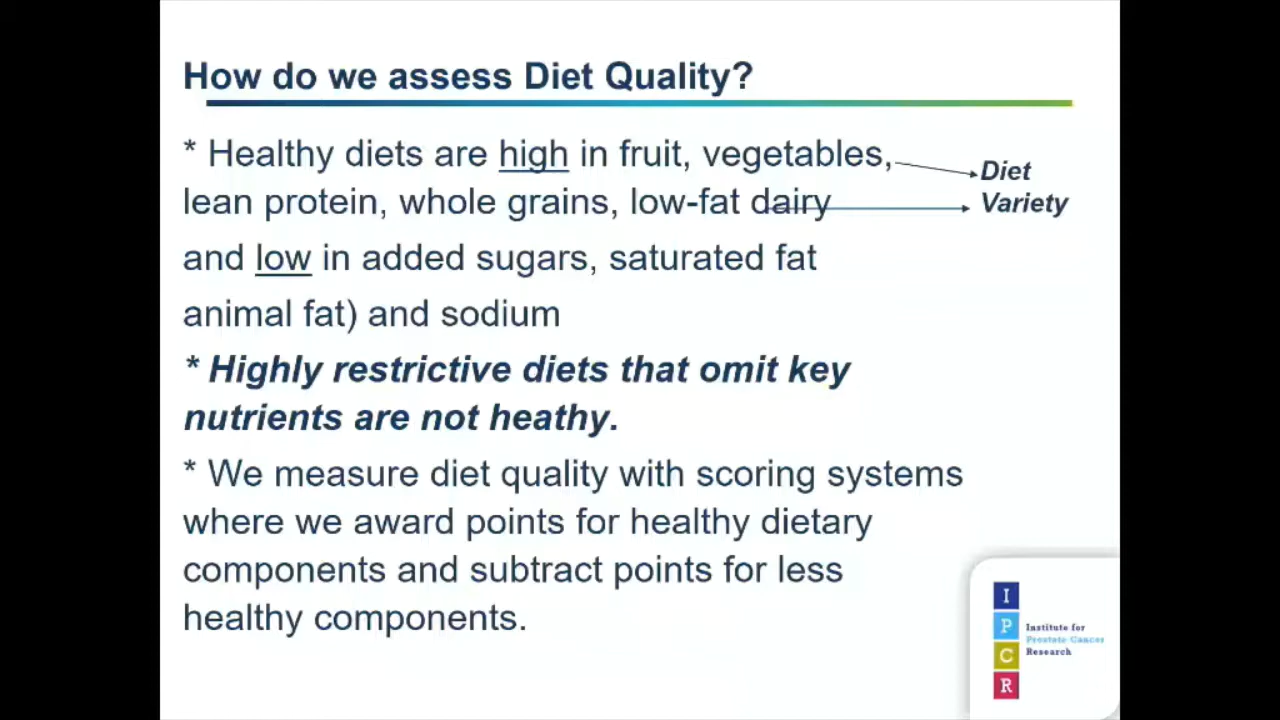 How do we assess Diet Quality?
* Healthy diets are high in fruit, vegetables,
lean protein, whole grains, low-fat dairy
Diet
Variety
and low in added sugars, saturated fat
animal fat) and sodium
* Highly restrictive diets that omit key
nutrients are not heathy.
* We measure diet quality with scoring systems
where we award points for healthy dietary
components and subtract points for less
healthy components.
I
P
C
R
Institute for
Prostate Cancer
Research